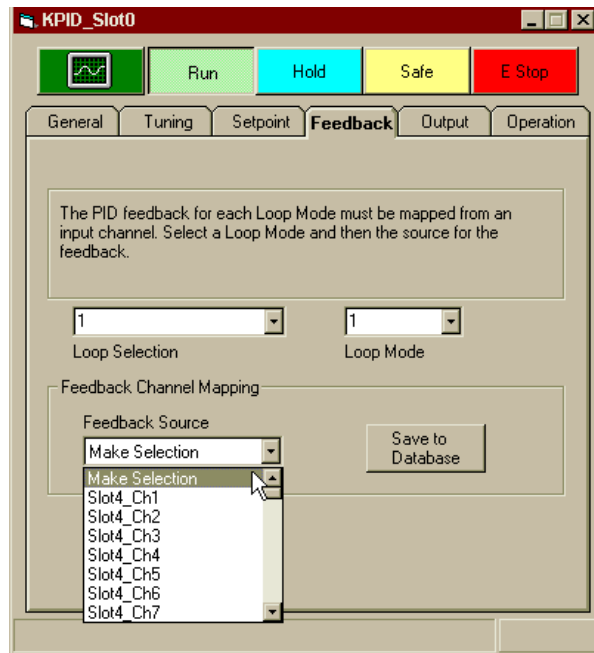 KPID_Slot0
Run Hold Safe E Stop
General Tuning Setpoint Feedback Output Operation
The PID feedback for each Loop Mode must be mapped from an
input channel. Select a Loop Mode and then the source for the
feedback.
1 1
Loop Selection Loop Mode
Feedback Channel Mapping
Feedback Source
Make Selection
Save to
Database
Make Selection
Slot4_Ch1
Slot4_Ch2
Slot4_Ch3
Slot4_Ch4
Slot4_Ch5
Slot4_Ch6
Slot4_Ch7